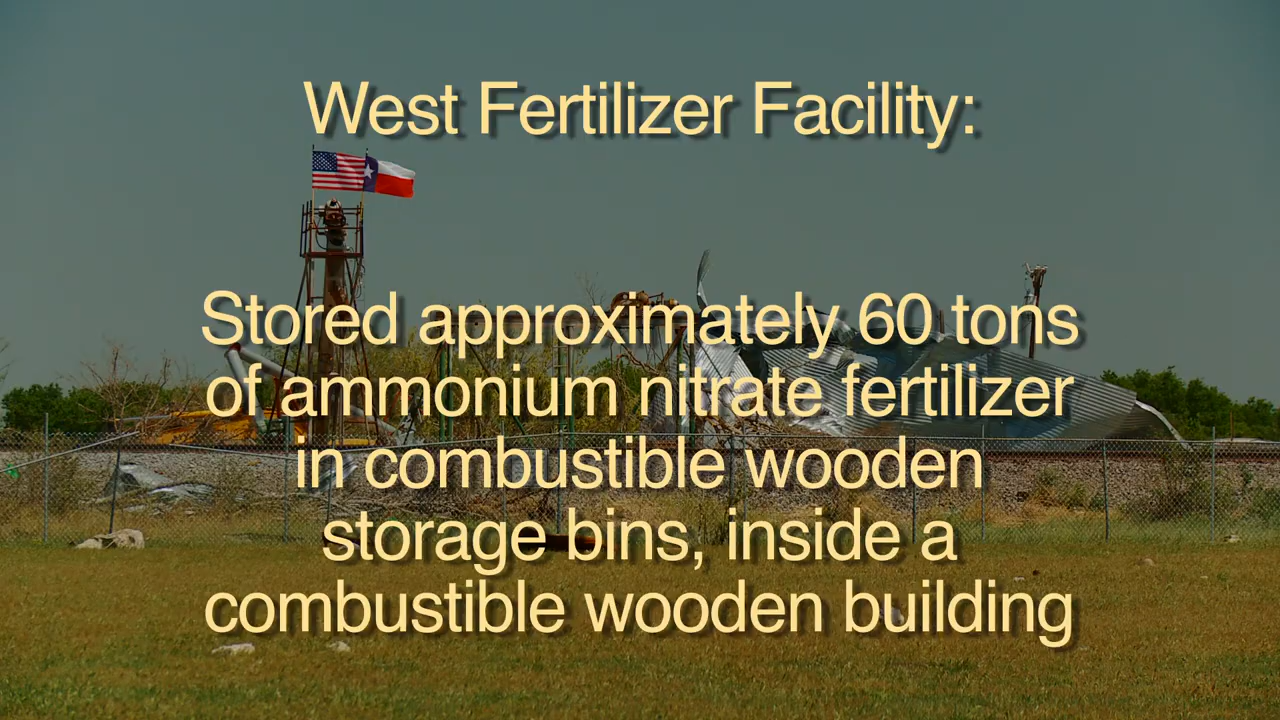 West Fertilizer Facility:
Stored approximately 60 tons
of ammonium nitrate fertilizer
in combustible wooden
storage bins, inside a
combustible wooden building